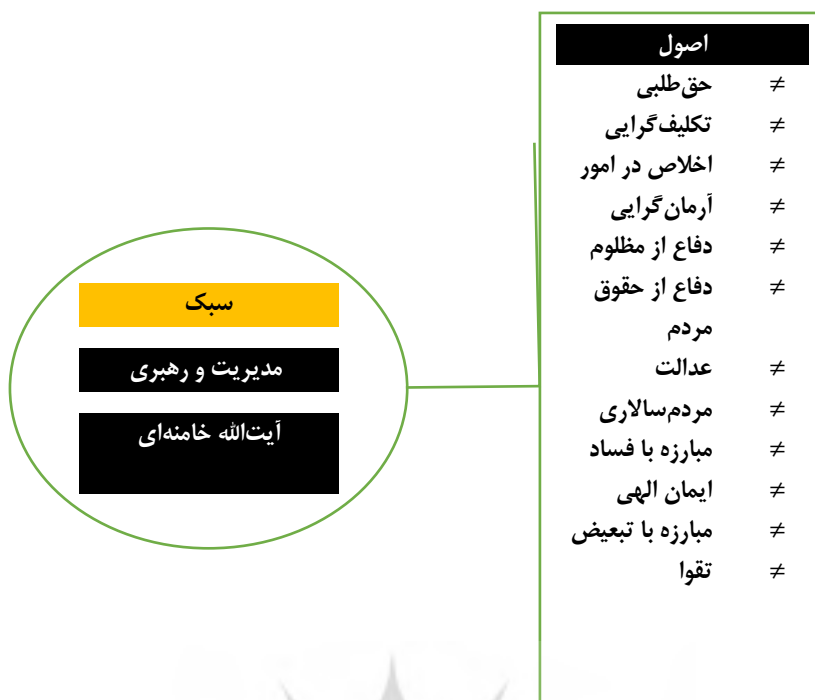 اصول
≠ حق‌طلبی
≠ تکلیف‌گرایی
≠ اخلاص در امور
≠ آرمان‌گرایی
≠ دفاع از مظلوم
≠ دفاع از حقوق
مردم
≠ عدالت
≠ مردم‌سالاری
≠ مبارزه با فساد
≠ ایمان الهی
≠ مبارزه با تبعیض
≠ تقوا
سبک
مدیریت و رهبری
آیت‌الله خامنه‌ای